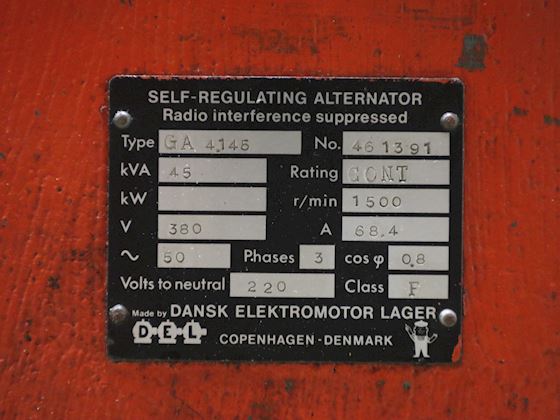 SELF-REGULATING ALTERNATOR
Radio interference suppressed
Type GA 4.145 No. 461391
kVA 45 Rating CONT
kW r/min 1500
V 380 A 68.4
~ 50 Phases 3 cos φ 0.8
Volts to neutral 220 Class F
Made by DANSK ELEKTROMOTOR LAGER
D-E-L COPENHAGEN-DENMARK